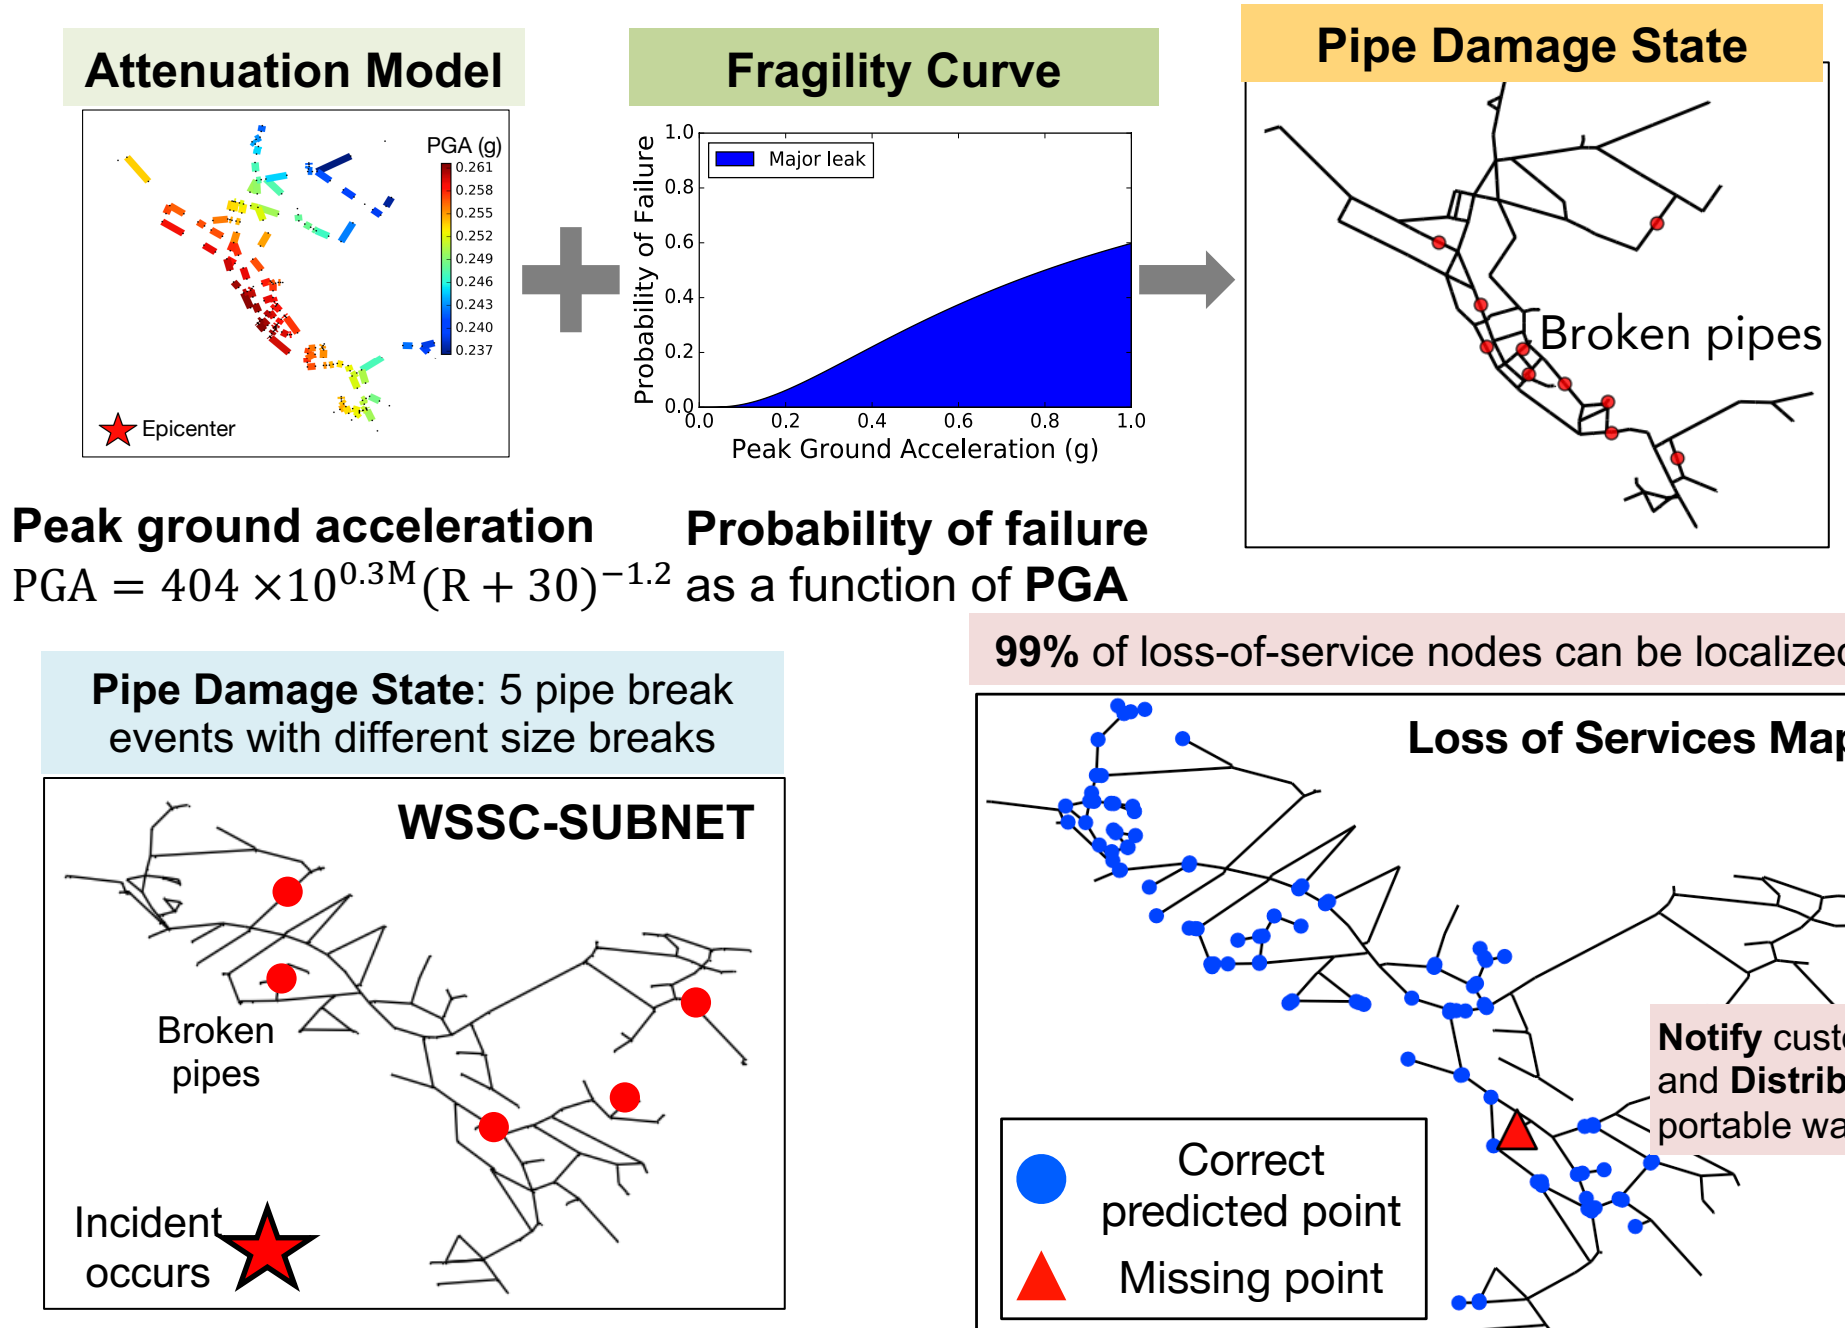 Attenuation Model
PGA (g)
0.261
0.258
0.255
0.252
0.249
0.246
0.243
0.240
0.237
Epicenter
Fragility Curve
Probability of Failure
1.0
0.8
0.6
0.4
0.2
0.0
Major leak
0.0 0.2 0.4 0.6 0.8 1.0
Peak Ground Acceleration (g)
Pipe Damage State
Broken pipes
Peak ground acceleration
PGA = 404 ×10^0.3M (R + 30)^−1.2
Probability of failure
as a function of PGA
Pipe Damage State: 5 pipe break
events with different size breaks
WSSC-SUBNET
Broken
pipes
Incident
occurs
99% of loss-of-service nodes can be localized
Loss of Services Map
Notify
and
portable
Correct
predicted point
Missing point